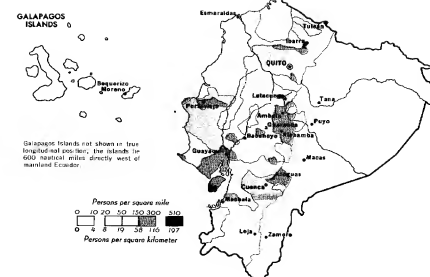 GALAPAGOS
ISLANDS
Esmeraldas
Tulcán
Ibarra
QUITO
Baquerizo
Moreno
Latacunga
Tena
Portoviejo
Ambato
Puyo
Guaranda
Babahoyo
Riobamba
Galapagos Islands not shown in true
longitudinal position; the islands lie
600 nautical miles directly west of
mainland Ecuador.
Guayaquil
Macas
Azogues
Cuenca
Machala
Persons per square mile
0 10 20 50 150 300 510
0 4 8 19 58 116 197
Persons per square kilometer
Loja
Zamora